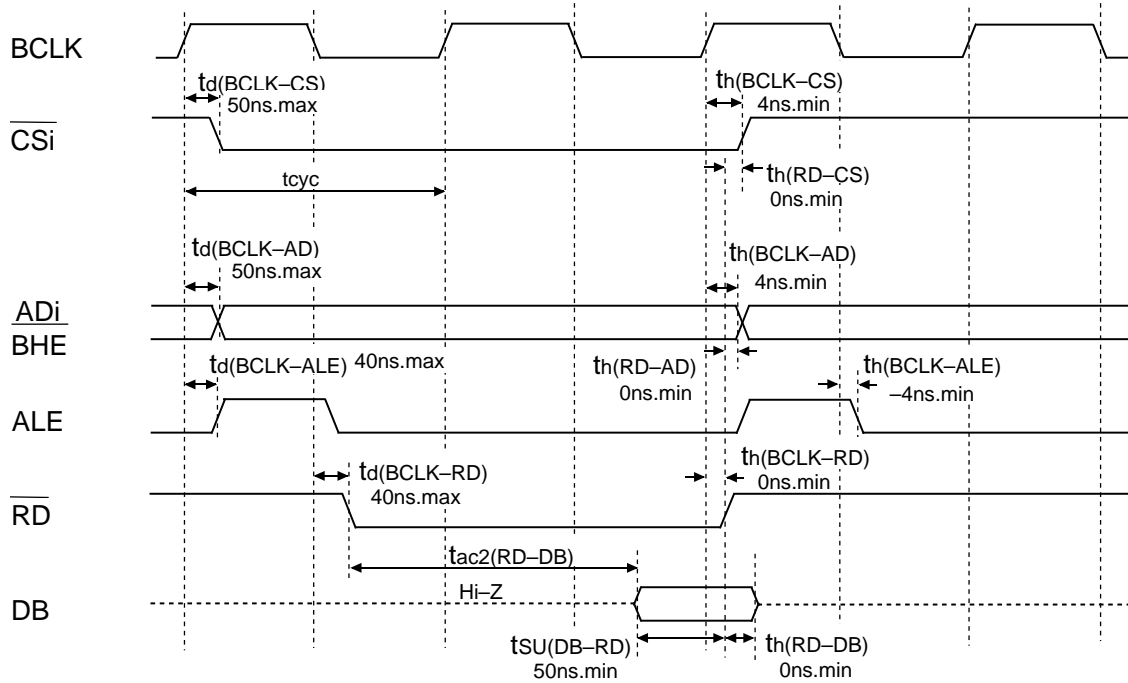 BCLK
td(BCLK–CS)
50ns.max
th(BCLK–CS)
4ns.min
CSi
tcyc
th(RD–CS)
0ns.min
td(BCLK–AD)
50ns.max
th(BCLK–AD)
4ns.min
ADi
BHE
td(BCLK–ALE) 40ns.max
th(RD–AD)
0ns.min
th(BCLK–ALE)
–4ns.min
ALE
td(BCLK–RD)
40ns.max
th(BCLK–RD)
0ns.min
RD
tac2(RD–DB)
Hi–Z
DB
tSU(DB–RD)
50ns.min
th(RD–DB)
0ns.min